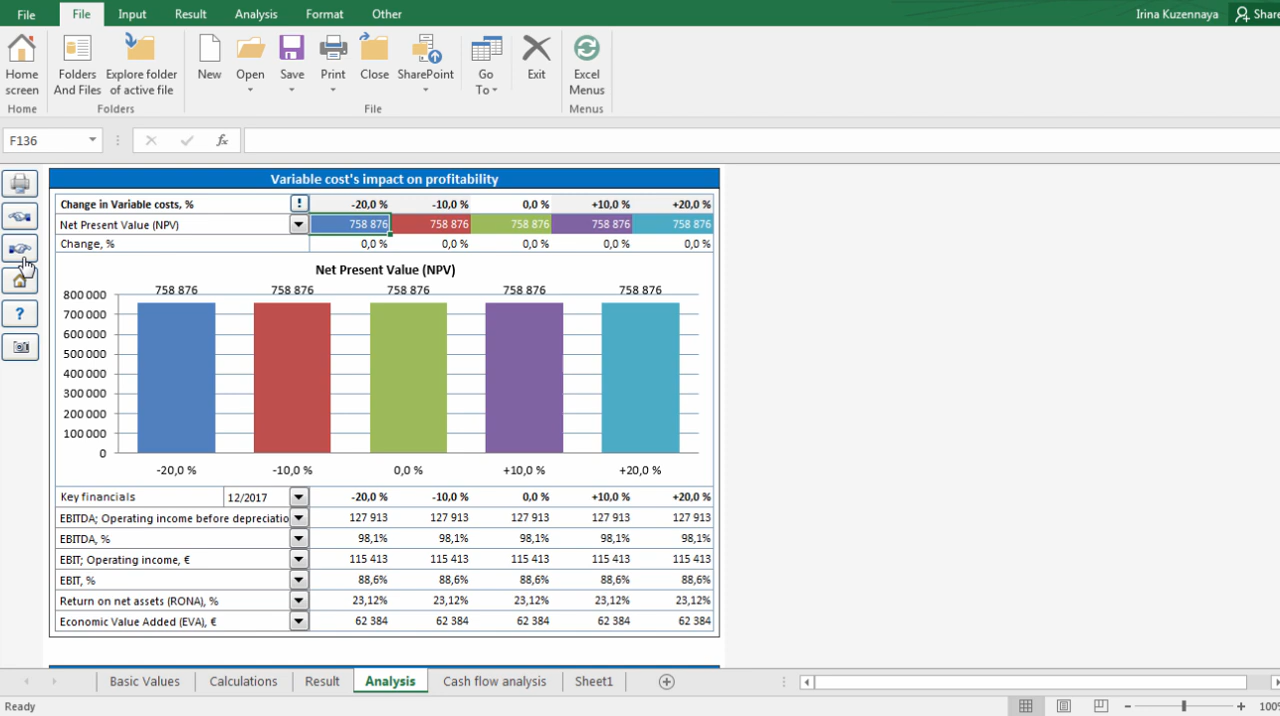 File File Input Result Analysis Format Other Irina Kuzennaya Share
Home Folders Explore folder New Open Save Print Close SharePoint Go Exit Excel
screen And Files of active file To Menus
Home Folders File Menus
F136 fx
Variable cost's impact on profitability
Change in Variable costs, % ! -20,0 % -10,0 % 0,0 % +10,0 % +20,0 %
Net Present Value (NPV) 758 876 758 876 758 876 758 876 758 876
Change, % 0,0 % 0,0 % 0,0 % 0,0 % 0,0 %
Net Present Value (NPV)
758 876 758 876 758 876 758 876 758 876
800 000
700 000
600 000
500 000
400 000
300 000
200 000
100 000
0
-20,0 % -10,0 % 0,0 % +10,0 % +20,0 %
Key financials 12/2017 -20,0 % -10,0 % 0,0 % +10,0 % +20,0 %
EBITDA; Operating income before depreciatio 127 913 127 913 127 913 127 913 127 913
EBITDA, % 98,1% 98,1% 98,1% 98,1% 98,1%
EBIT; Operating income, € 115 413 115 413 115 413 115 413 115 413
EBIT, % 88,6% 88,6% 88,6% 88,6% 88,6%
Return on net assets (RONA), % 23,12% 23,12% 23,12% 23,12% 23,12%
Economic Value Added (EVA), € 62 384 62 384 62 384 62 384 62 384
?
Basic Values Calculations Result Analysis Cash flow analysis Sheet1
Ready 100%